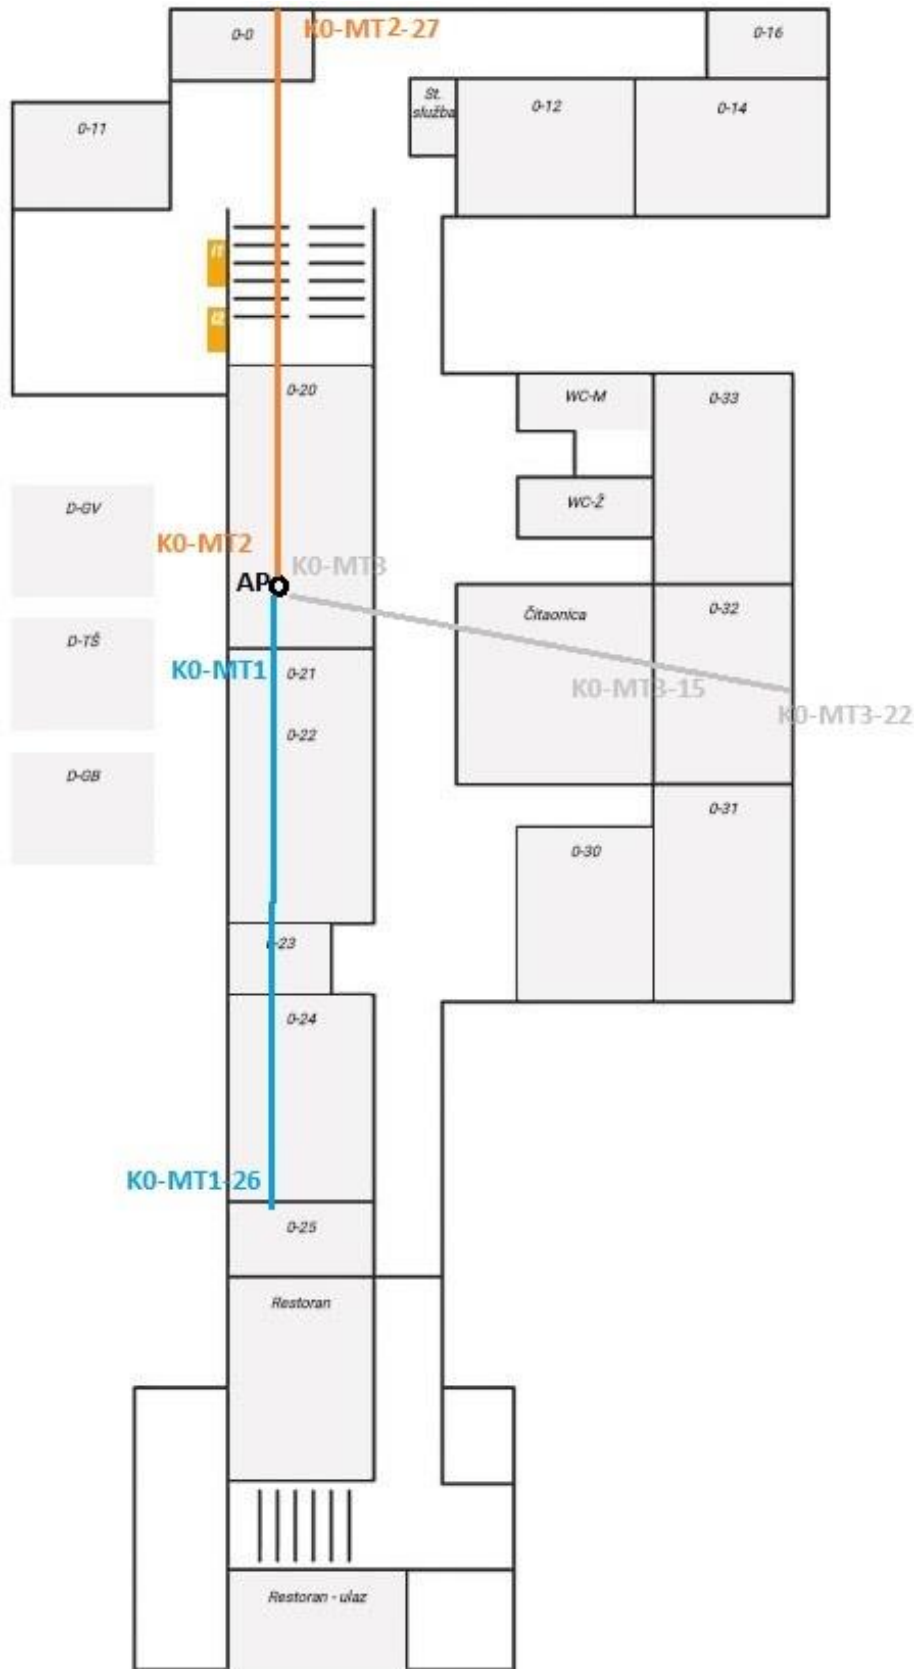 0-0
K0-MT2-27
0-16
St.
služba
0-12
0-14
0-11
I1
I2
0-20
WC-M
0-33
WC-Ž
D-GV
K0-MT2
K0-MT3
AP
Čitaonica
0-32
D-TŠ
K0-MT1
0-21
K0-MT3-15
K0-MT3-22
0-22
D-GB
0-31
0-30
0-23
0-24
K0-MT1-26
0-25
Restoran
Restoran - ulaz